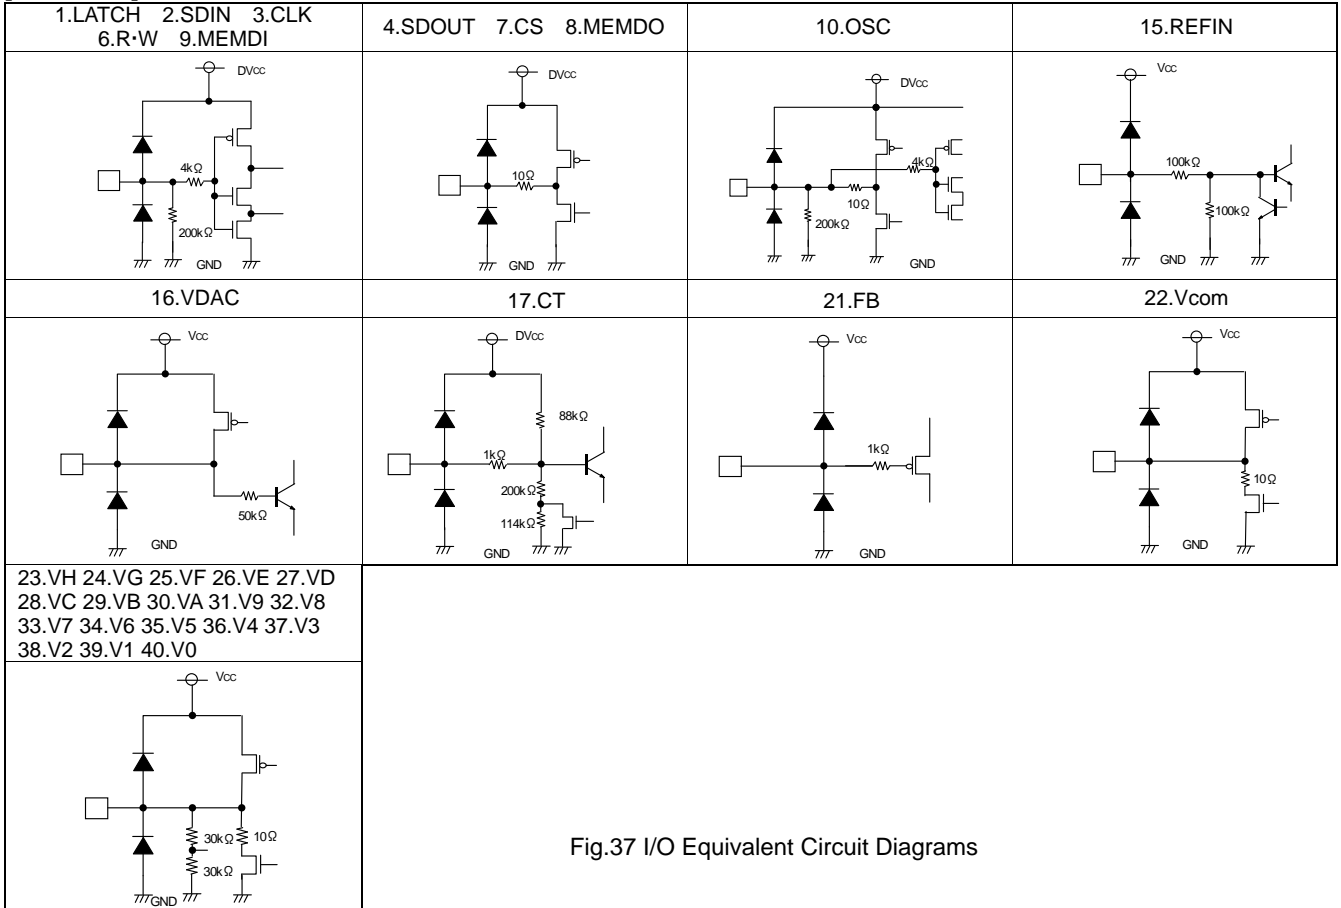 1.LATCH 2.SDIN 3.CLK
6.R·W 9.MEMDI
4.SDOUT 7.CS 8.MEMDO
10.OSC
15.REFIN
DVCC
4kΩ
200kΩ
GND
DVCC
10Ω
GND
DVCC
4kΩ
10Ω
200kΩ
GND
VCC
100kΩ
100kΩ
GND
16.VDAC
17.CT
21.FB
22.Vcom
VCC
50kΩ
GND
DVCC
88kΩ
1kΩ
200kΩ
114kΩ
GND
VCC
1kΩ
GND
VCC
10Ω
GND
23.VH 24.VG 25.VF 26.VE 27.VD
28.VC 29.VB 30.VA 31.V9 32.V8
33.V7 34.V6 35.V5 36.V4 37.V3
38.V2 39.V1 40.V0
VCC
30kΩ 10Ω
30kΩ
GND
Fig.37 I/O Equivalent Circuit Diagrams